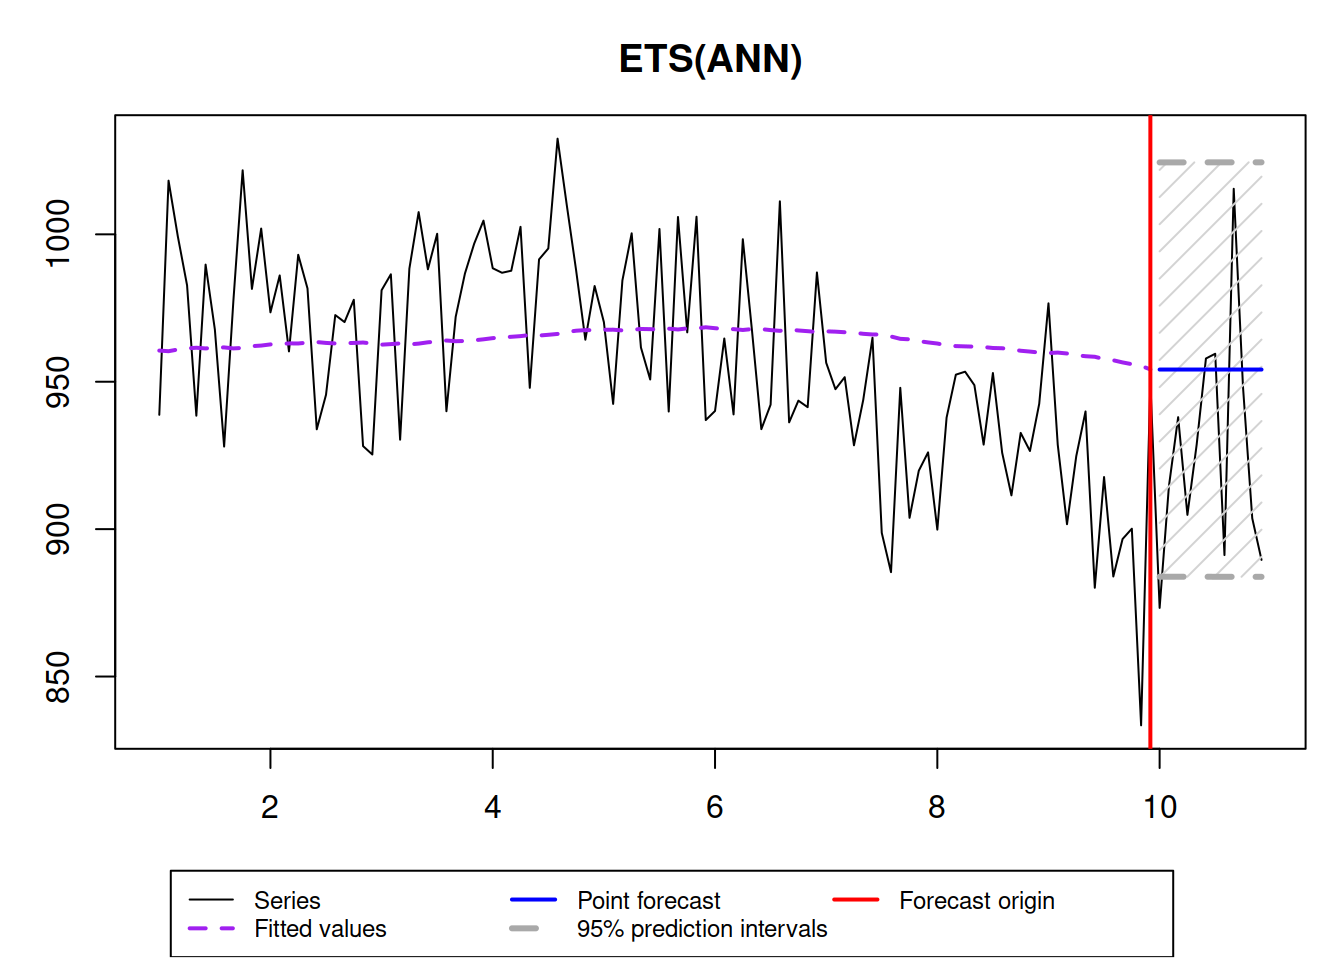 ETS(ANN)
1000
950
900
850
2 4 6 8 10
Series Point forecast Forecast origin
Fitted values 95% prediction intervals